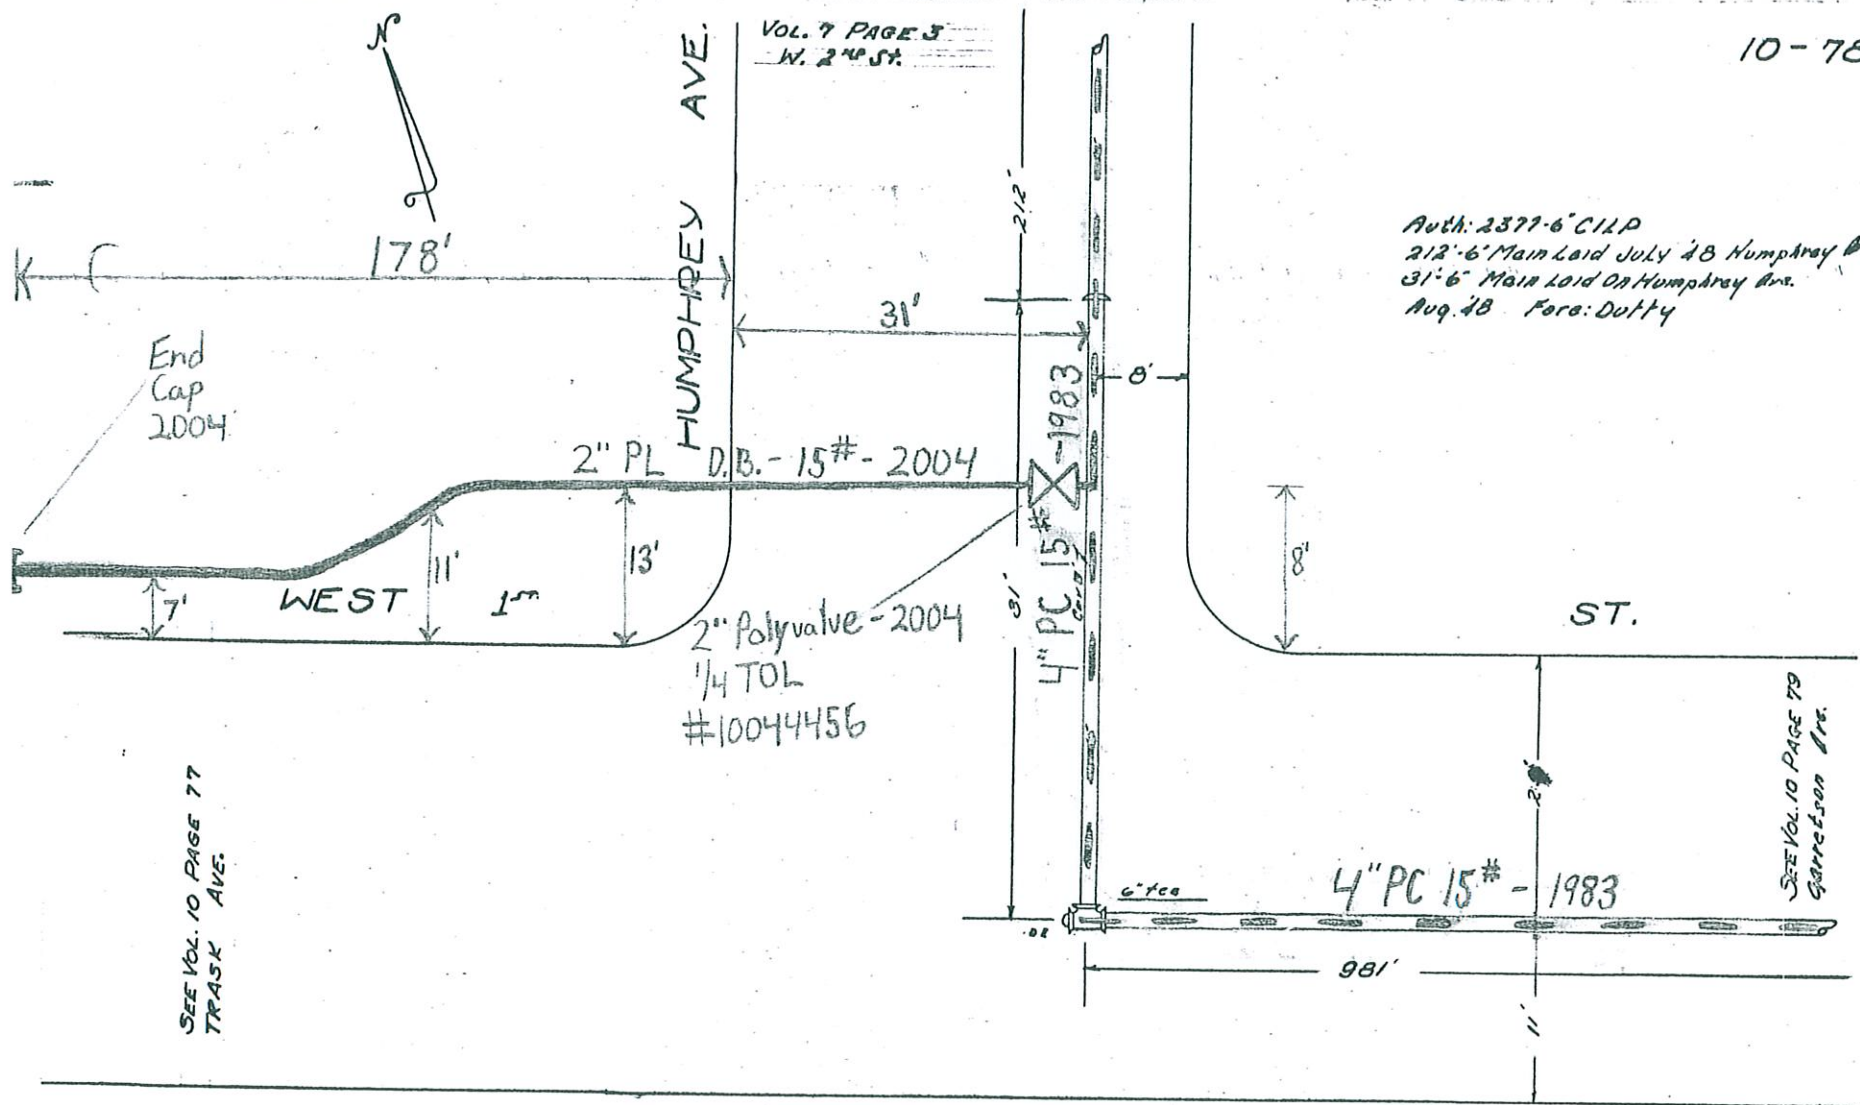 N
HUMPHREY AVE.
VOL. 7 PAGE 3
W. 2ND ST.
10-78
178'
212'
Auth: 2377-6" CILP
212'-6" Main Laid July 48 Humphrey
31'-6" Main Laid On Humphrey Ave.
Aug. 48 Fore: Duffy
31'
8'
End
Cap
2004
2" PL D.B.-15#-2004
4" PC 15#-1983
7'
11'
13'
31'
8'
WEST 1ST.
ST.
2" Polyvalve-2004
1/4 TOL
#10044456
SEE VOL. 10 PAGE 77
TRASK AVE.
SEE VOL. 10 PAGE 79
Garretson Ave.
6" tee
4" PC 15# - 1983
981'
11'